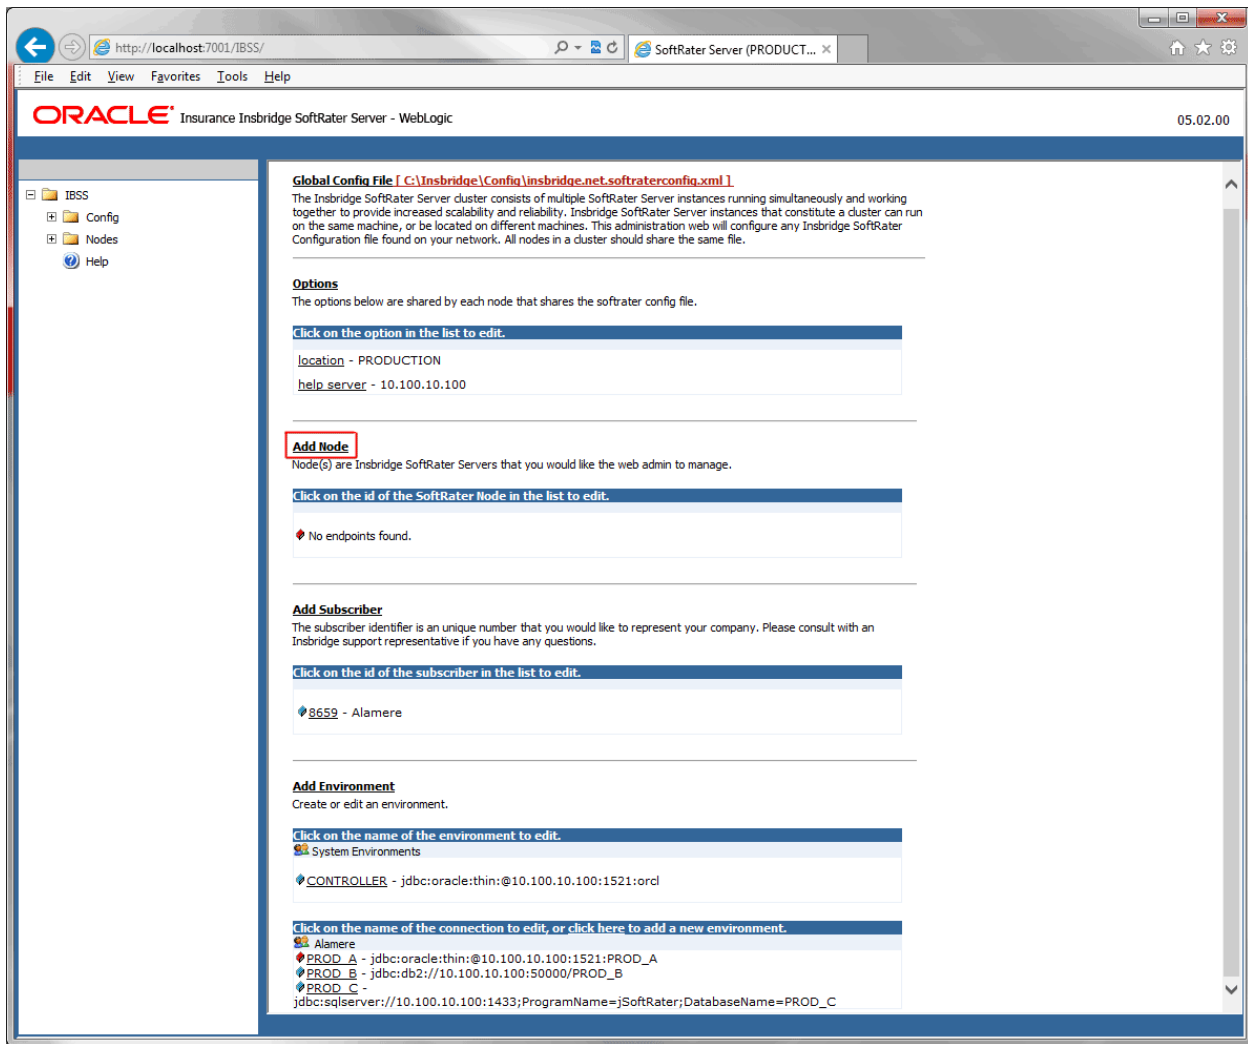 http://localhost:7001/IBSS/
SoftRater Server (PRODUCT... ×
File Edit View Favorites Tools Help
ORACLE Insurance Insbridge SoftRater Server - WebLogic
05.02.00
IBSS
Config
Nodes
Help
Global Config File [ C:\Insbridge\Config\insbridge.net.softraterconfig.xml ]
The Insbridge SoftRater Server cluster consists of multiple SoftRater Server instances running simultaneously and working
together to provide increased scalability and reliability. Insbridge SoftRater Server instances that constitute a cluster can run
on the same machine, or be located on different machines. This administration web will configure any Insbridge SoftRater
Configuration file found on your network. All nodes in a cluster should share the same file.
Options
The options below are shared by each node that shares the softrater config file.
Click on the option in the list to edit.
location - PRODUCTION
help server - 10.100.10.100
Add Node
Node(s) are Insbridge SoftRater Servers that you would like the web admin to manage.
Click on the id of the SoftRater Node in the list to edit.
No endpoints found.
Add Subscriber
The subscriber identifier is an unique number that you would like to represent your company. Please consult with an
Insbridge support representative if you have any questions.
Click on the id of the subscriber in the list to edit.
8659 - Alamere
Add Environment
Create or edit an environment.
Click on the name of the environment to edit.
System Environments
CONTROLLER - jdbc:oracle:thin:@10.100.10.100:1521:orcl
Click on the name of the connection to edit, or click here to add a new environment.
Alamere
PROD_A - jdbc:oracle:thin:@10.100.10.100:1521:PROD_A
PROD_B - jdbc:db2://10.100.10.100:50000/PROD_B
PROD_C -
jdbc:sqlserver://10.100.10.100:1433;ProgramName=jSoftRater;DatabaseName=PROD_C